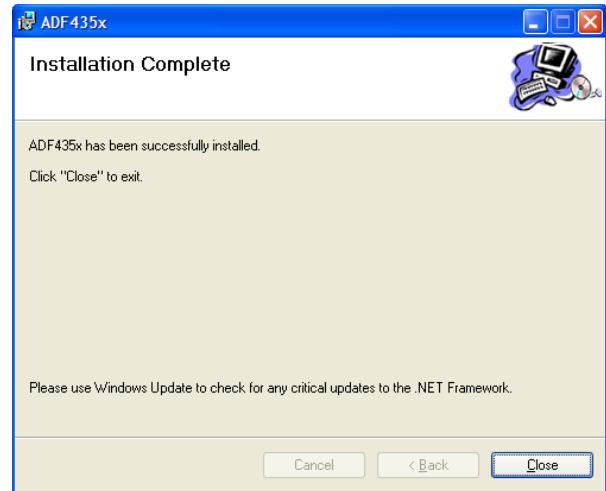 ADF435x
Installation Complete
ADF435x has been successfully installed.
Click "Close" to exit.
Please use Windows Update to check for any critical updates to the .NET Framework.
Cancel
< Back
Close